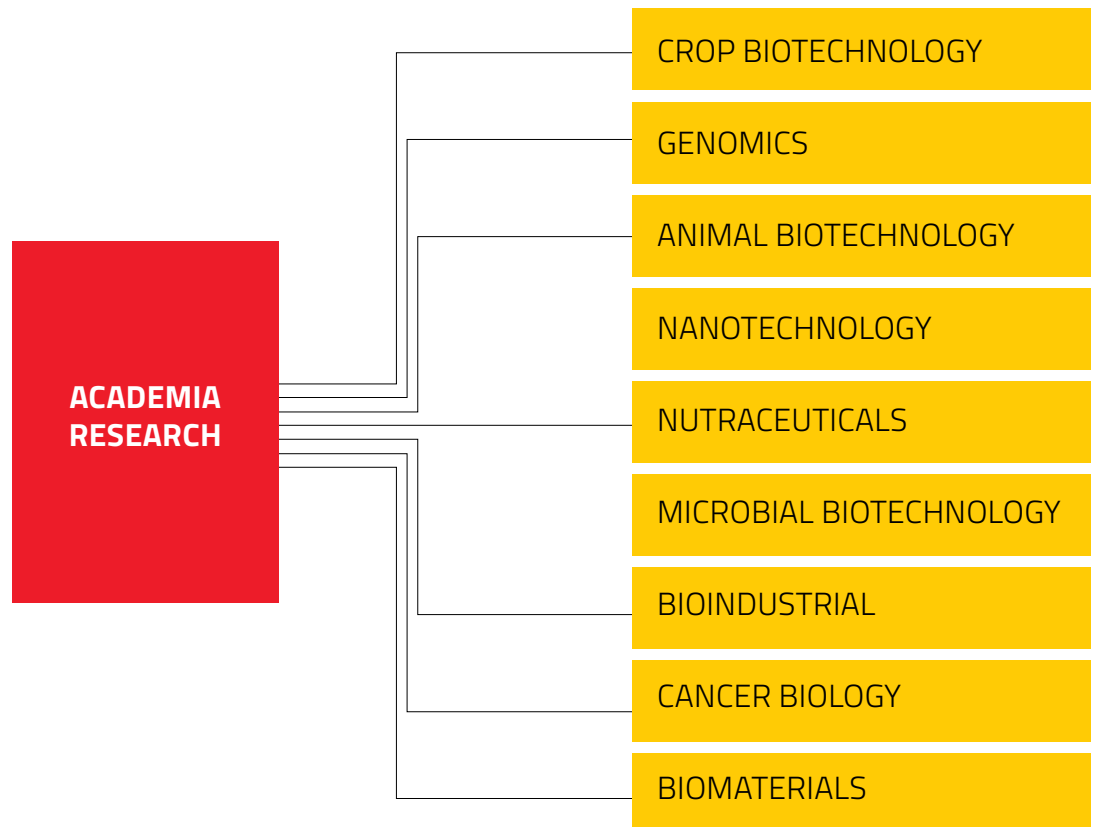 ACADEMIA
RESEARCH
CROP BIOTECHNOLOGY
GENOMICS
ANIMAL BIOTECHNOLOGY
NANOTECHNOLOGY
NUTRACEUTICALS
MICROBIAL BIOTECHNOLOGY
BIOINDUSTRIAL
CANCER BIOLOGY
BIOMATERIALS